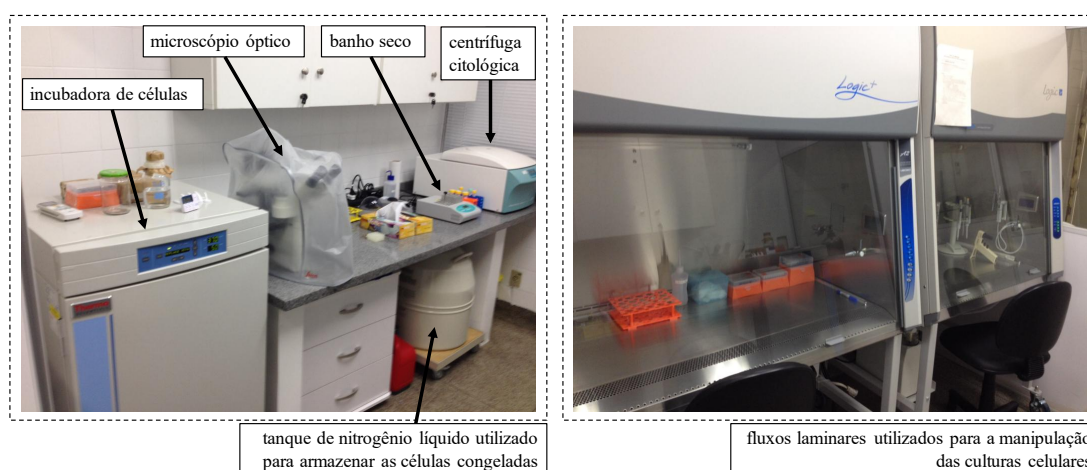 microscópio óptico
banho seco
centrífuga
citológica
incubadora de células
Logic+
Logic
tanque de nitrogênio líquido utilizado
para armazenar as células congeladas
fluxos laminares utilizados para a manipulação
das culturas celulares